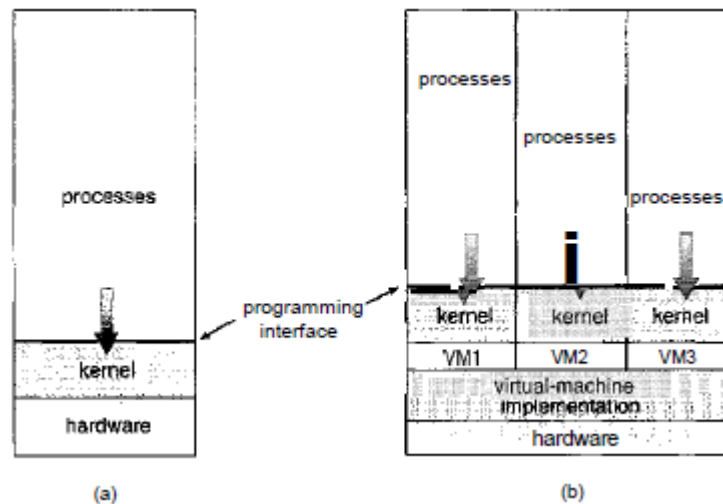 processes
kernel
hardware
(a)
programming
interface
processes
processes
processes
kernel
kernel
kernel
VM1
VM2
VM3
virtual-machine
implementation
hardware
(b)